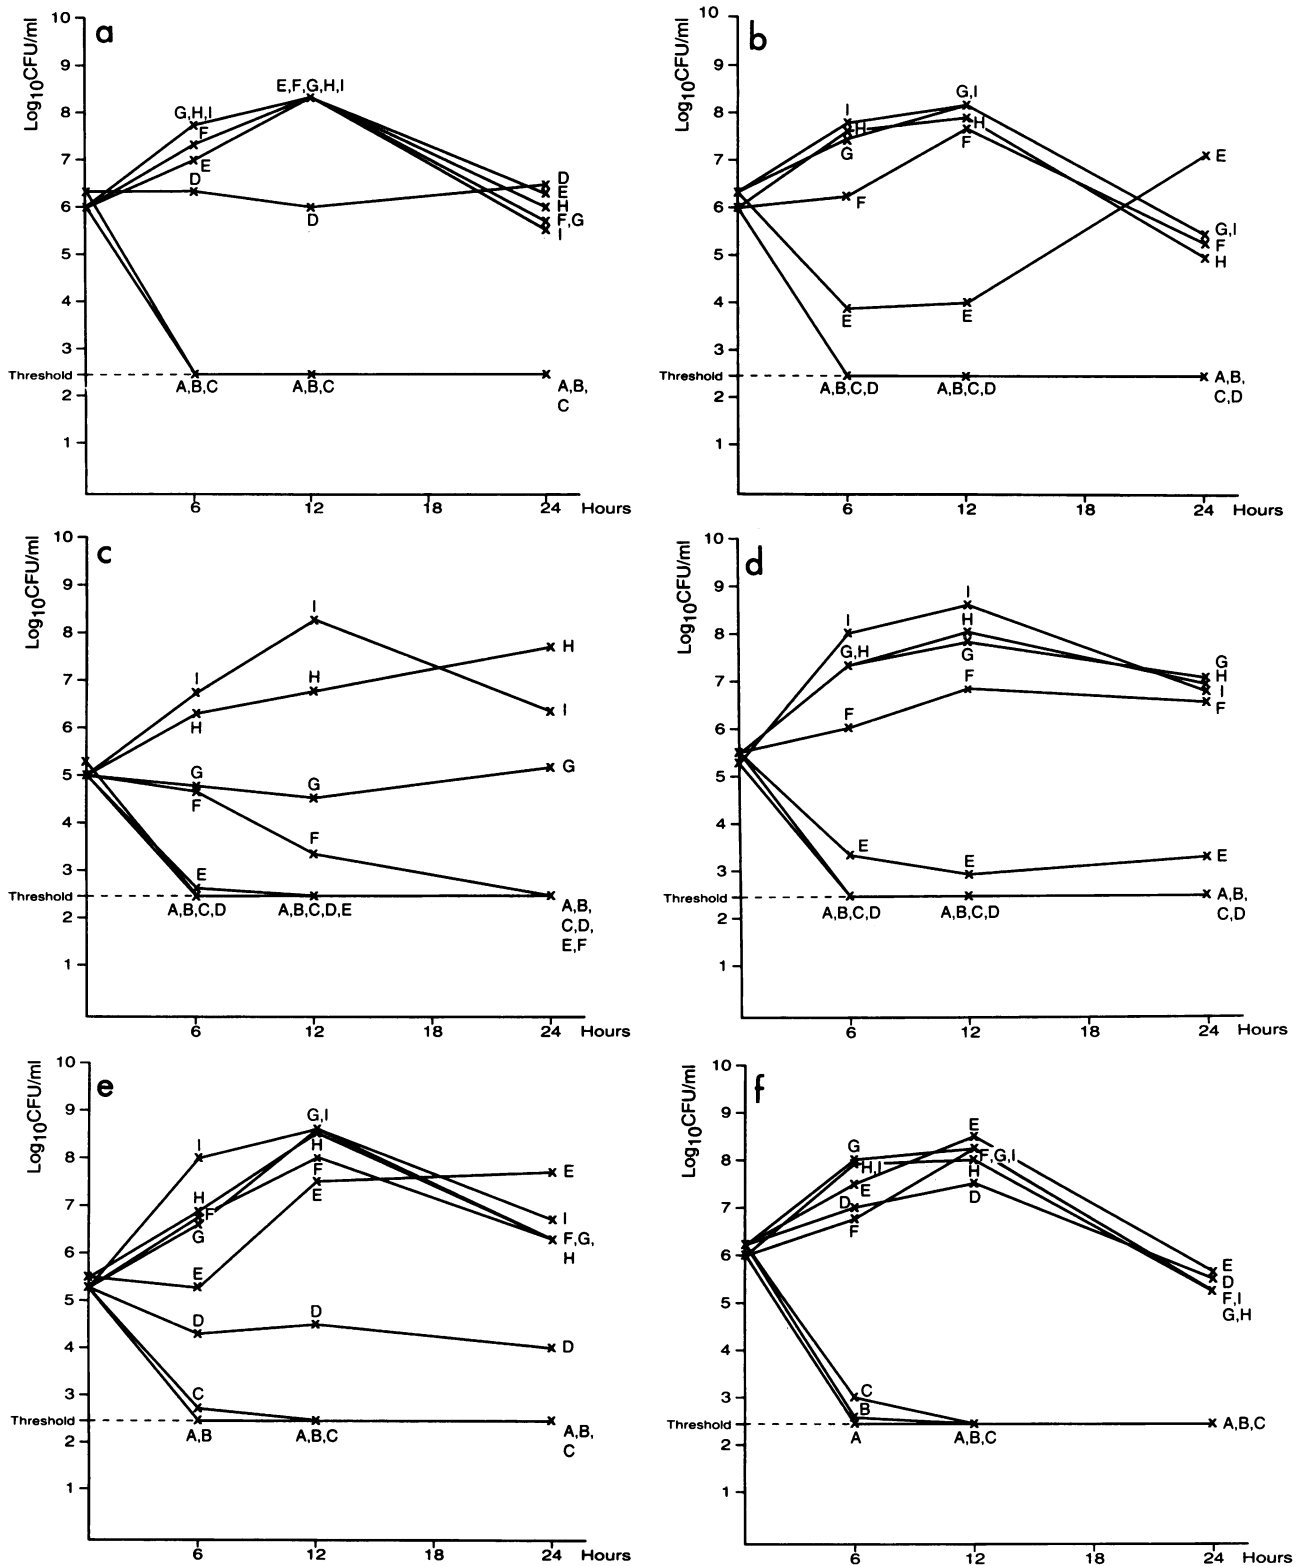 a
Log10CFU/ml
10
9
8
7
6
5
4
3
Threshold
2
1
E,F,G,H,I
G,H,I
F
E
D
D
D
E
H
F,G
I
A,B,C
A,B,C
A,B,
C
6
12
18
24
Hours
b
Log10CFU/ml
10
9
8
7
6
5
4
3
Threshold
2
1
G,I
I
H
H
G
F
F
E
G,I
F
H
E
E
A,B,C,D
A,B,C,D
A,B,
C,D
6
12
18
24
Hours
c
Log10CFU/ml
10
9
8
7
6
5
4
3
Threshold
2
1
I
I
H
H
H
I
G
G
G
F
F
E
A,B,C,D
A,B,C,D,E
A,B,
C,D,
E,F
6
12
18
24
Hours
d
Log10CFU/ml
10
9
8
7
6
5
4
3
Threshold
2
1
I
I
H
G,H
G
F
F
G
H
I
F
E
E
E
A,B,C,D
A,B,C,D
A,B,
C,D
6
12
18
24
Hours
e
Log10CFU/ml
10
9
8
7
6
5
4
3
Threshold
2
1
G,I
I
H
F
E
H
F
G
E
E
I
F,G,
H
D
D
D
C
A,B
A,B,C
A,B,
C
6
12
18
24
Hours
f
Log10CFU/ml
10
9
8
7
6
5
4
3
Threshold
2
1
E
G
F,G,I
H,I
H
E
D
D
F
E
D
F,I
G,H
C
B
A
A,B,C
A,B,C
6
12
18
24
Hours